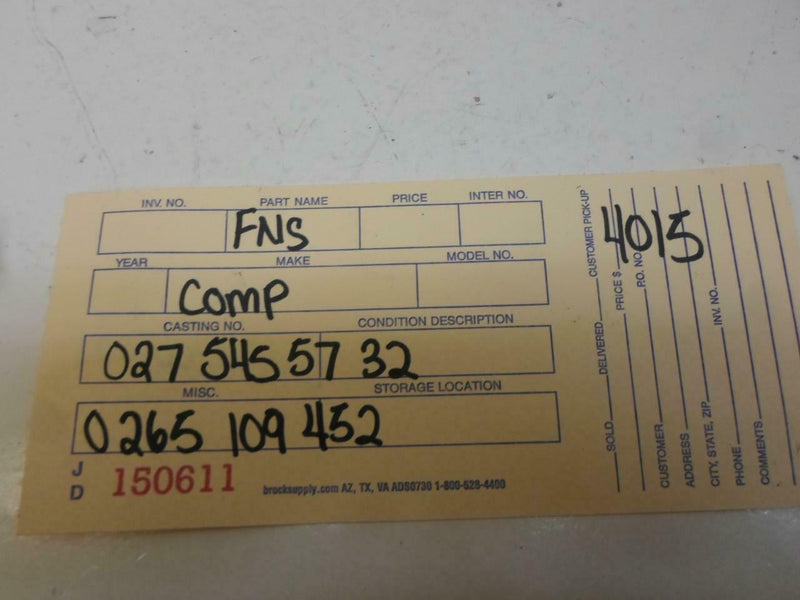 INV. NO. PART NAME PRICE INTER NO.
FNS
YEAR MAKE MODEL NO.
Comp
CASTING NO. CONDITION DESCRIPTION
027 545 57 32
MISC. STORAGE LOCATION
0265 109 452
JD 150611
brocksupply.com AZ, TX, VA ADS0730 1-800-528-4400
4015
SOLD DELIVERED CUSTOMER PICK-UP
PRICE $
P.O. NO.
CUSTOMER
ADDRESS
CITY, STATE, ZIP INV. NO.
PHONE
COMMENTS